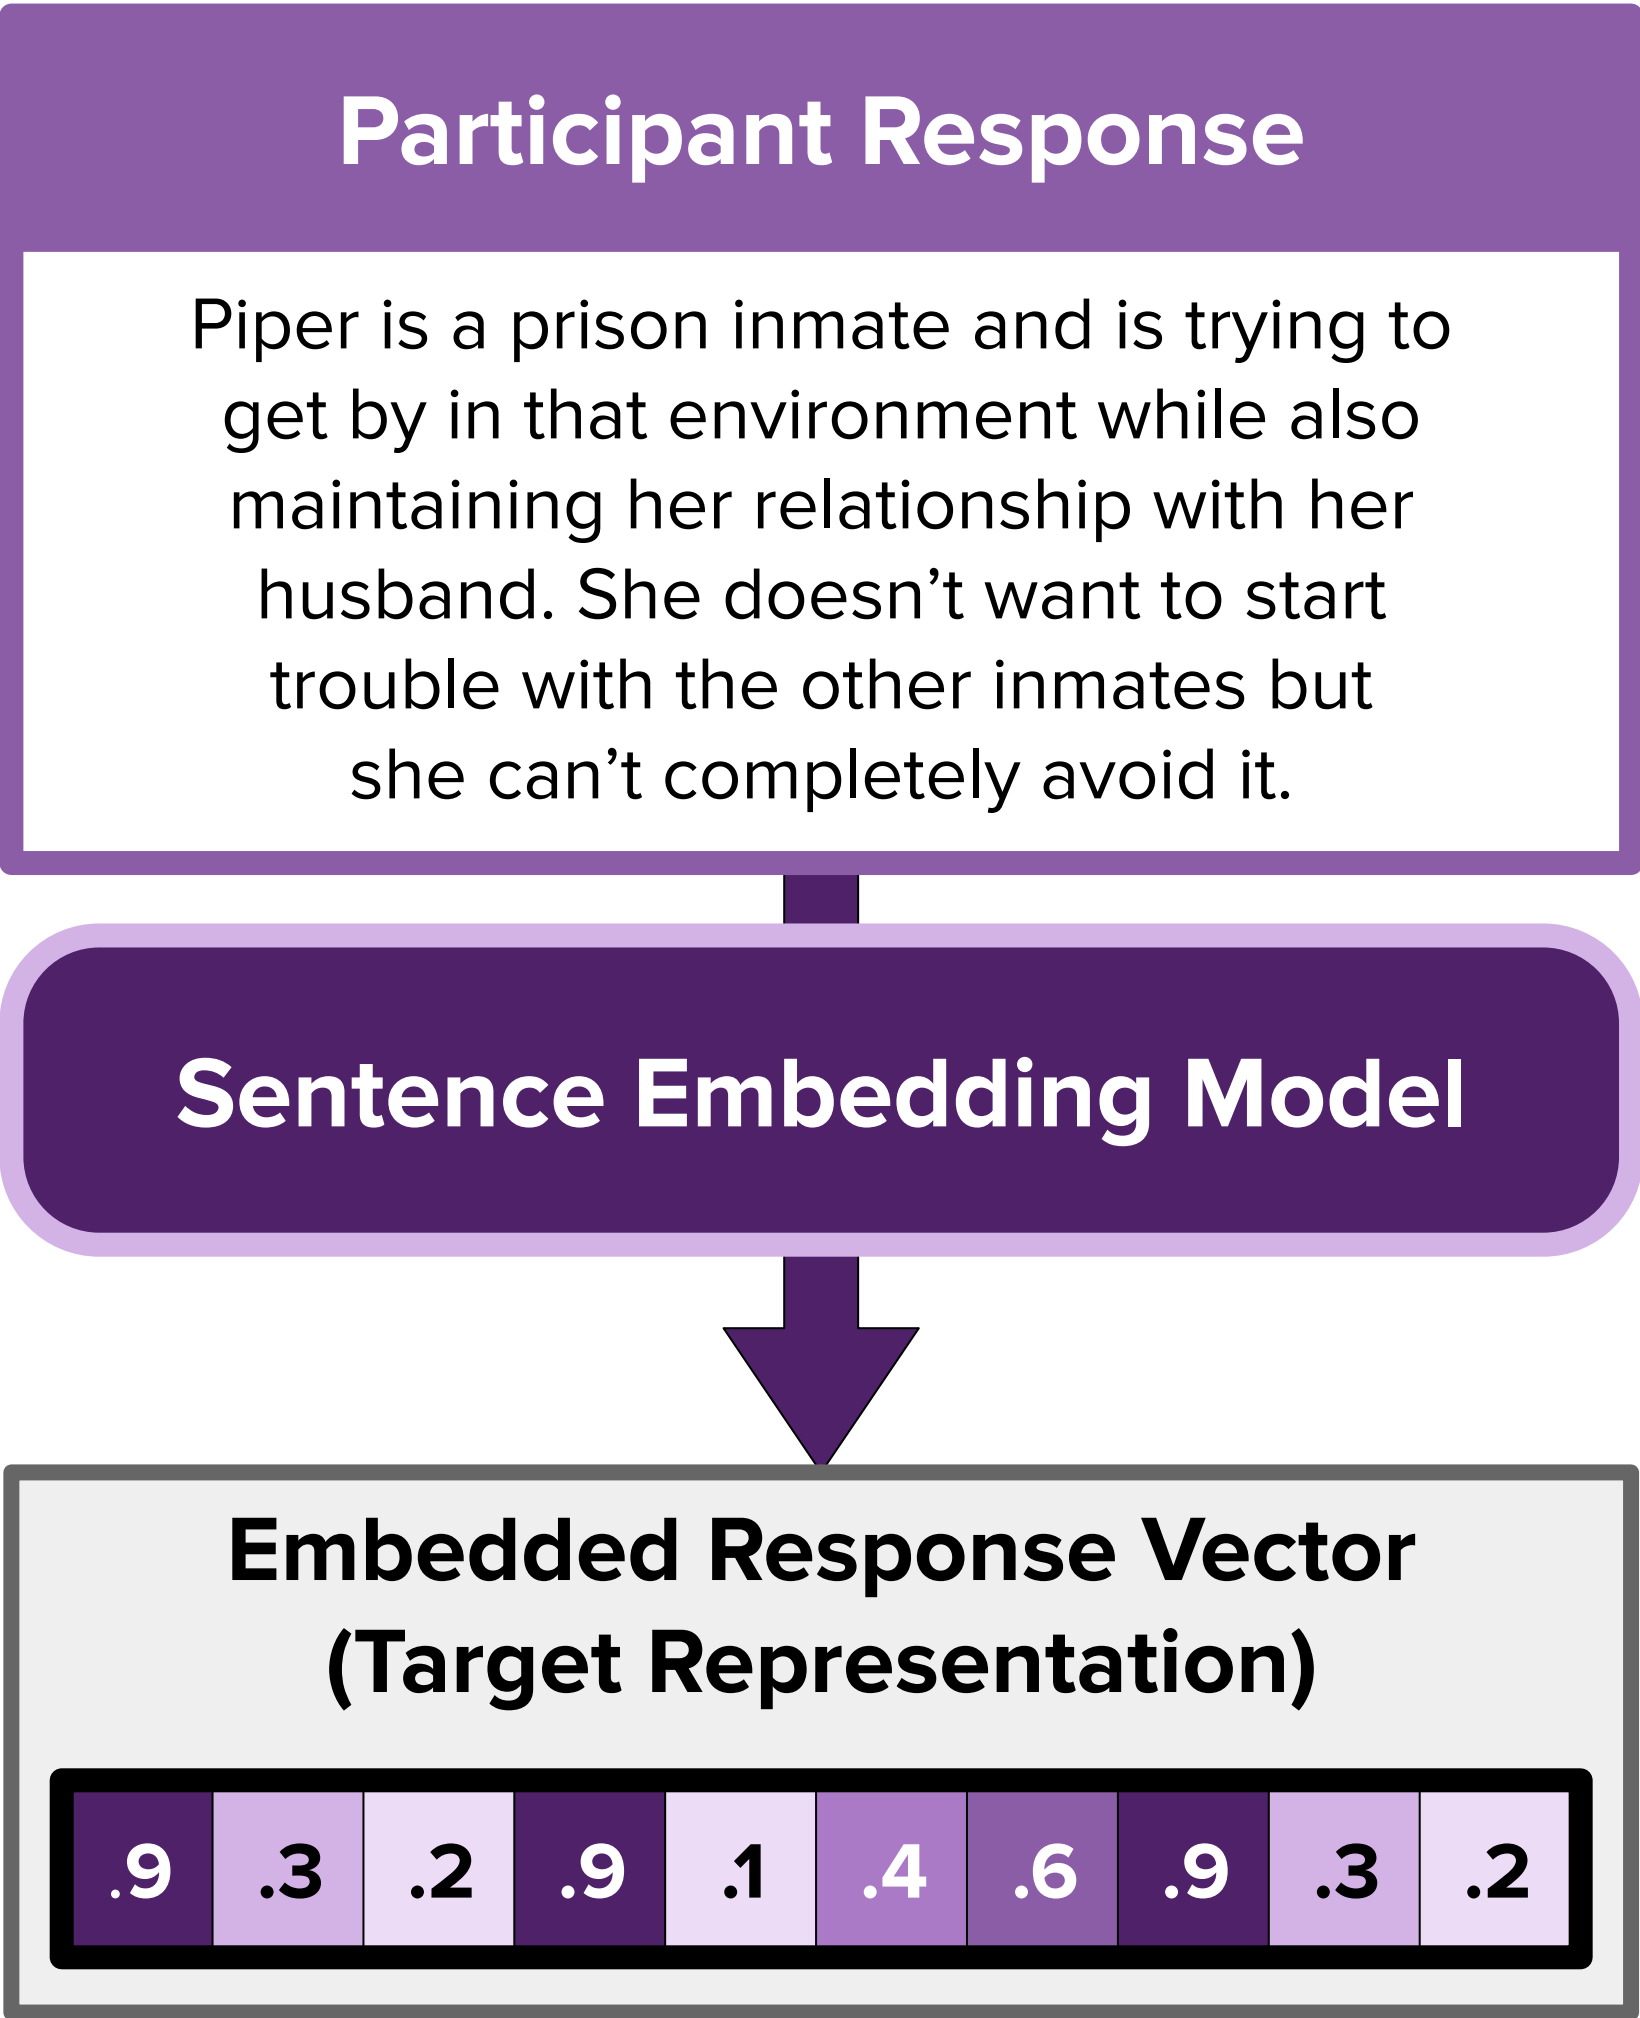 Participant Response
Piper is a prison inmate and is trying to
get by in that environment while also
maintaining her relationship with her
husband. She doesn’t want to start
trouble with the other inmates but
she can’t completely avoid it.
Sentence Embedding Model
Embedded Response Vector
(Target Representation)
.9 .3 .2 .9 .1 .4 .6 .9 .3 .2